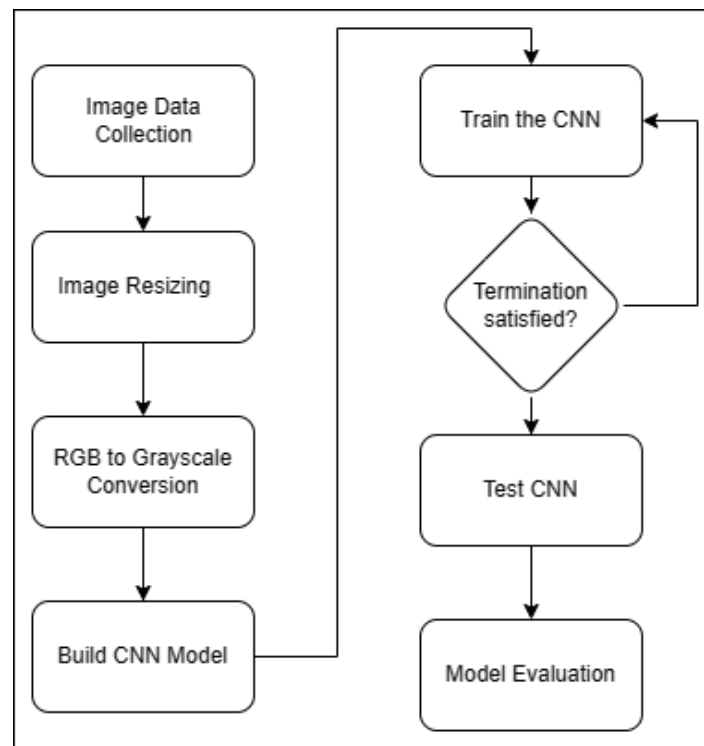 Image Data
Collection
Image Resizing
RGB to Grayscale
Conversion
Build CNN Model
Train the CNN
Termination
satisfied?
Test CNN
Model Evaluation